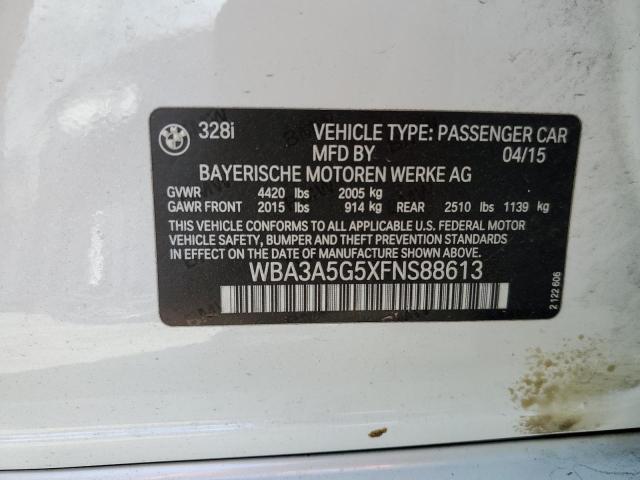 BMW 328i VEHICLE TYPE: PASSENGER CAR
MFD BY 04/15
BAYERISCHE MOTOREN WERKE AG
GVWR 4420 lbs 2005 kg
GAWR FRONT 2015 lbs 914 kg REAR 2510 lbs 1139 kg
THIS VEHICLE CONFORMS TO ALL APPLICABLE U.S. FEDERAL MOTOR
VEHICLE SAFETY, BUMPER AND THEFT PREVENTION STANDARDS
IN EFFECT ON THE DATE OF MANUFACTURE SHOWN ABOVE.
WBA3A5G5XFNS88613
2 122 606